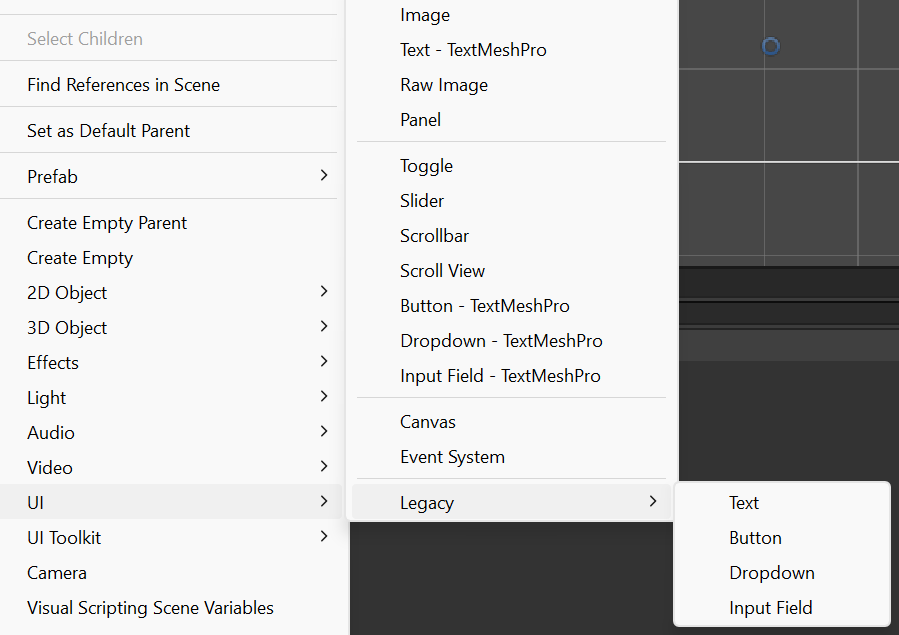 Select Children
Find References in Scene
Set as Default Parent
Prefab
Create Empty Parent
Create Empty
2D Object
3D Object
Effects
Light
Audio
Video
UI
UI Toolkit
Camera
Visual Scripting Scene Variables
Image
Text - TextMeshPro
Raw Image
Panel
Toggle
Slider
Scrollbar
Scroll View
Button - TextMeshPro
Dropdown - TextMeshPro
Input Field - TextMeshPro
Canvas
Event System
Legacy
Text
Button
Dropdown
Input Field